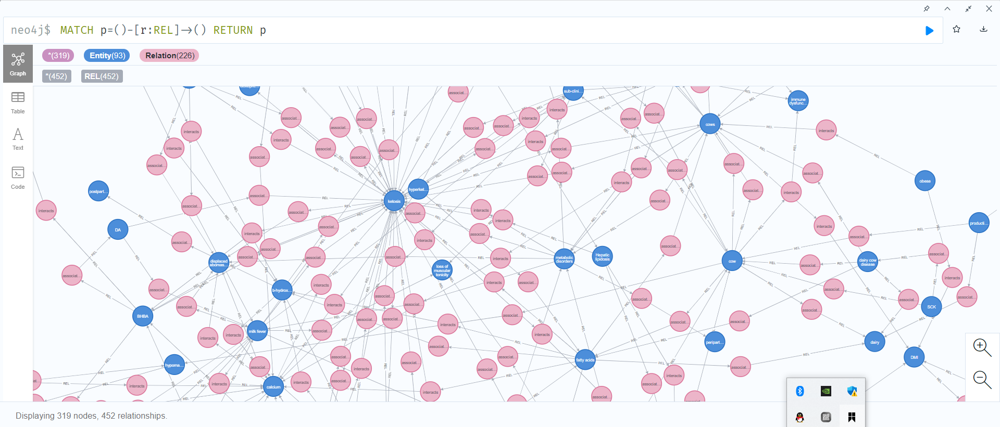 neo4j$ MATCH p=()-[r:REL]→() RETURN p
*(319) Entity(93) Relation(226)
*(452) REL(452)
Graph
Table
Text
Code
sub-clini...
immune
dysfunc...
cows
obese
producti...
postpart...
DA
hyperket...
ketosis
displaced
abomas...
loss of
muscular
tonicity
metabolic
disorders
Hepatic
lipidosis
cow
dairy cow
disease
b-hydrox...
BHBA
SCK
milk fever
peripart...
dairy
DMI
hypoma...
fatty acids
calcium
associat...
interacts
REL
Displaying 319 nodes, 452 relationships.